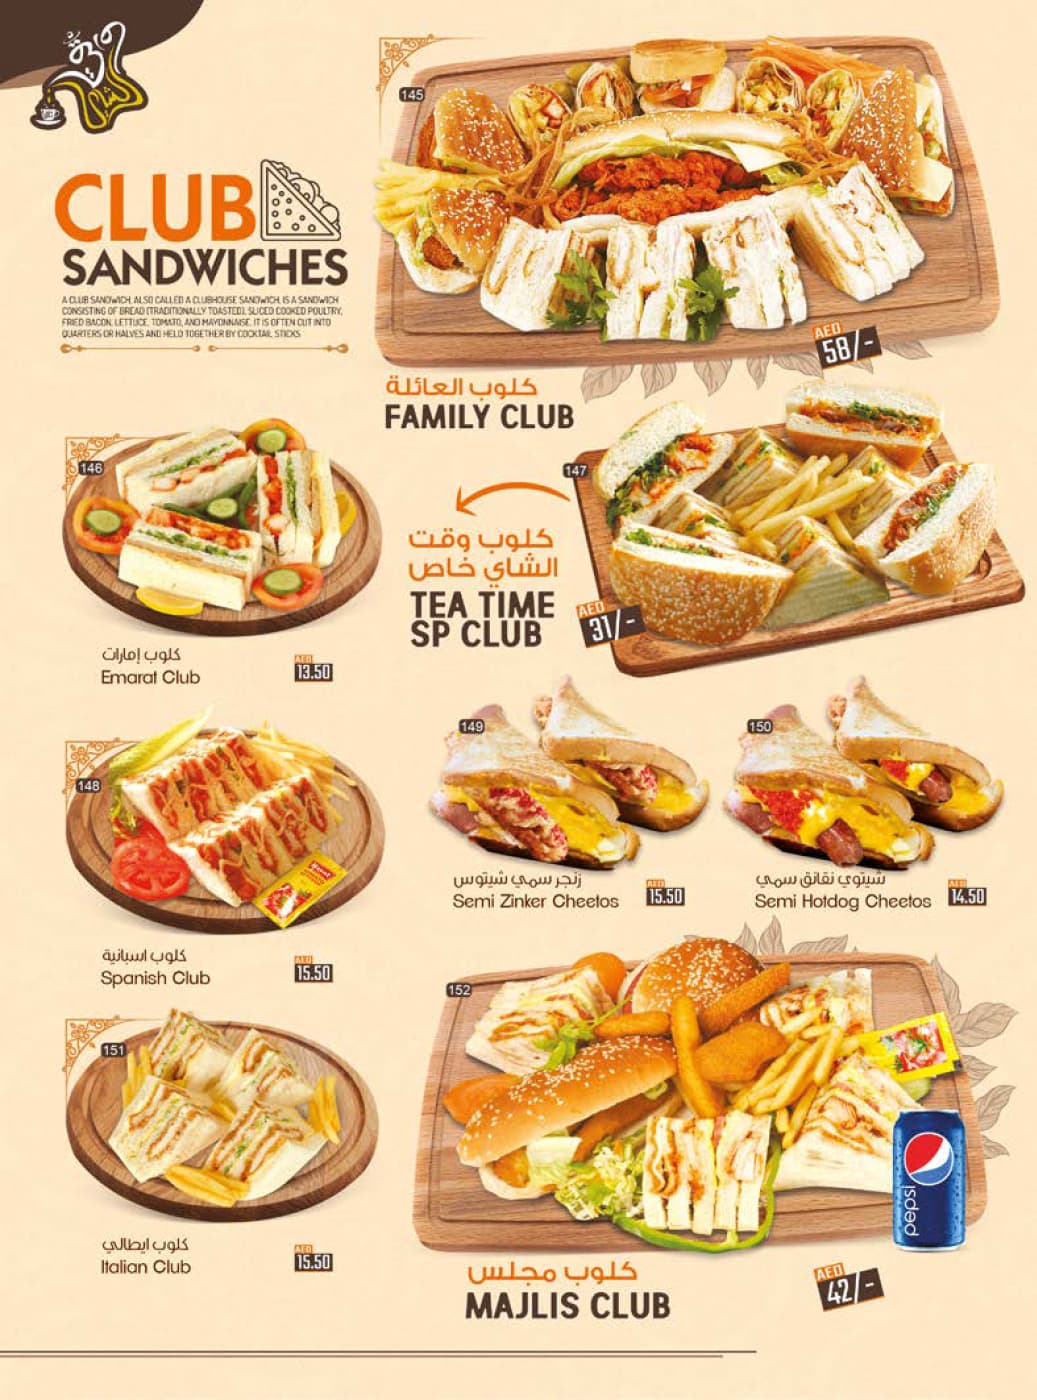 CLUB
SANDWICHES
A CLUB SANDWICH, ALSO CALLED A CLUBHOUSE SANDWICH, IS A SANDWICH
CONSISTING OF BREAD (TRADITIONALLY TOASTED), SLICED COOKED POULTRY,
FRIED BACON, LETTUCE, TOMATO, AND MAYONNAISE. IT IS OFTEN CUT INTO
QUARTERS OR HALVES AND HELD TOGETHER BY COCKTAIL STICKS
145
AED
58/-
كلوب العائلة
FAMILY CLUB
146
كلوب إمارات
Emarat Club
AED
13.50
147
كلوب وقت
الشاي خاص
TEA TIME
SP CLUB
AED
31/-
148
كلوب اسبانية
Spanish Club
AED
15.50
149
زنجر سمي شيتوس
Semi Zinker Cheetos
AED
15.50
150
شيتوي نقانق سمي
Semi Hotdog Cheetos
AED
14.50
151
كلوب ايطالي
Italian Club
AED
15.50
152
pepsi
كلوب مجلس
MAJLIS CLUB
AED
42/-